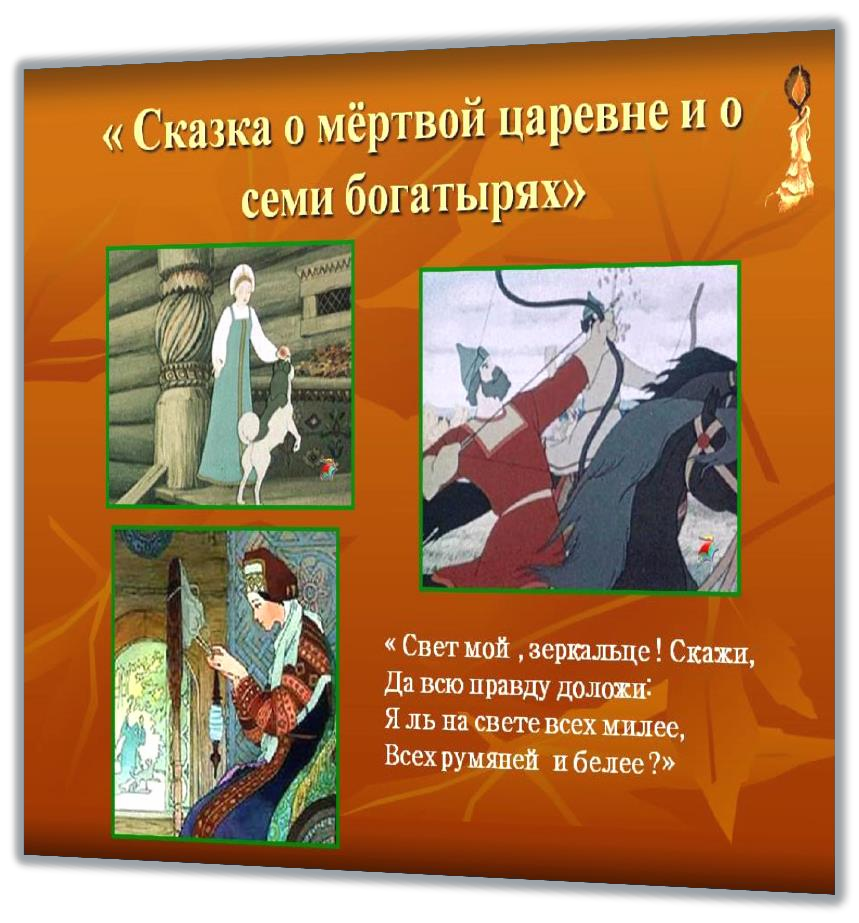 « Сказка о мёртвой царевне и о
семи богатырях»
« Свет мой , зеркальце ! Скажи,
Да всю правду доложи:
Я ль на свете всех милее,
Всех румяней и белее ?»